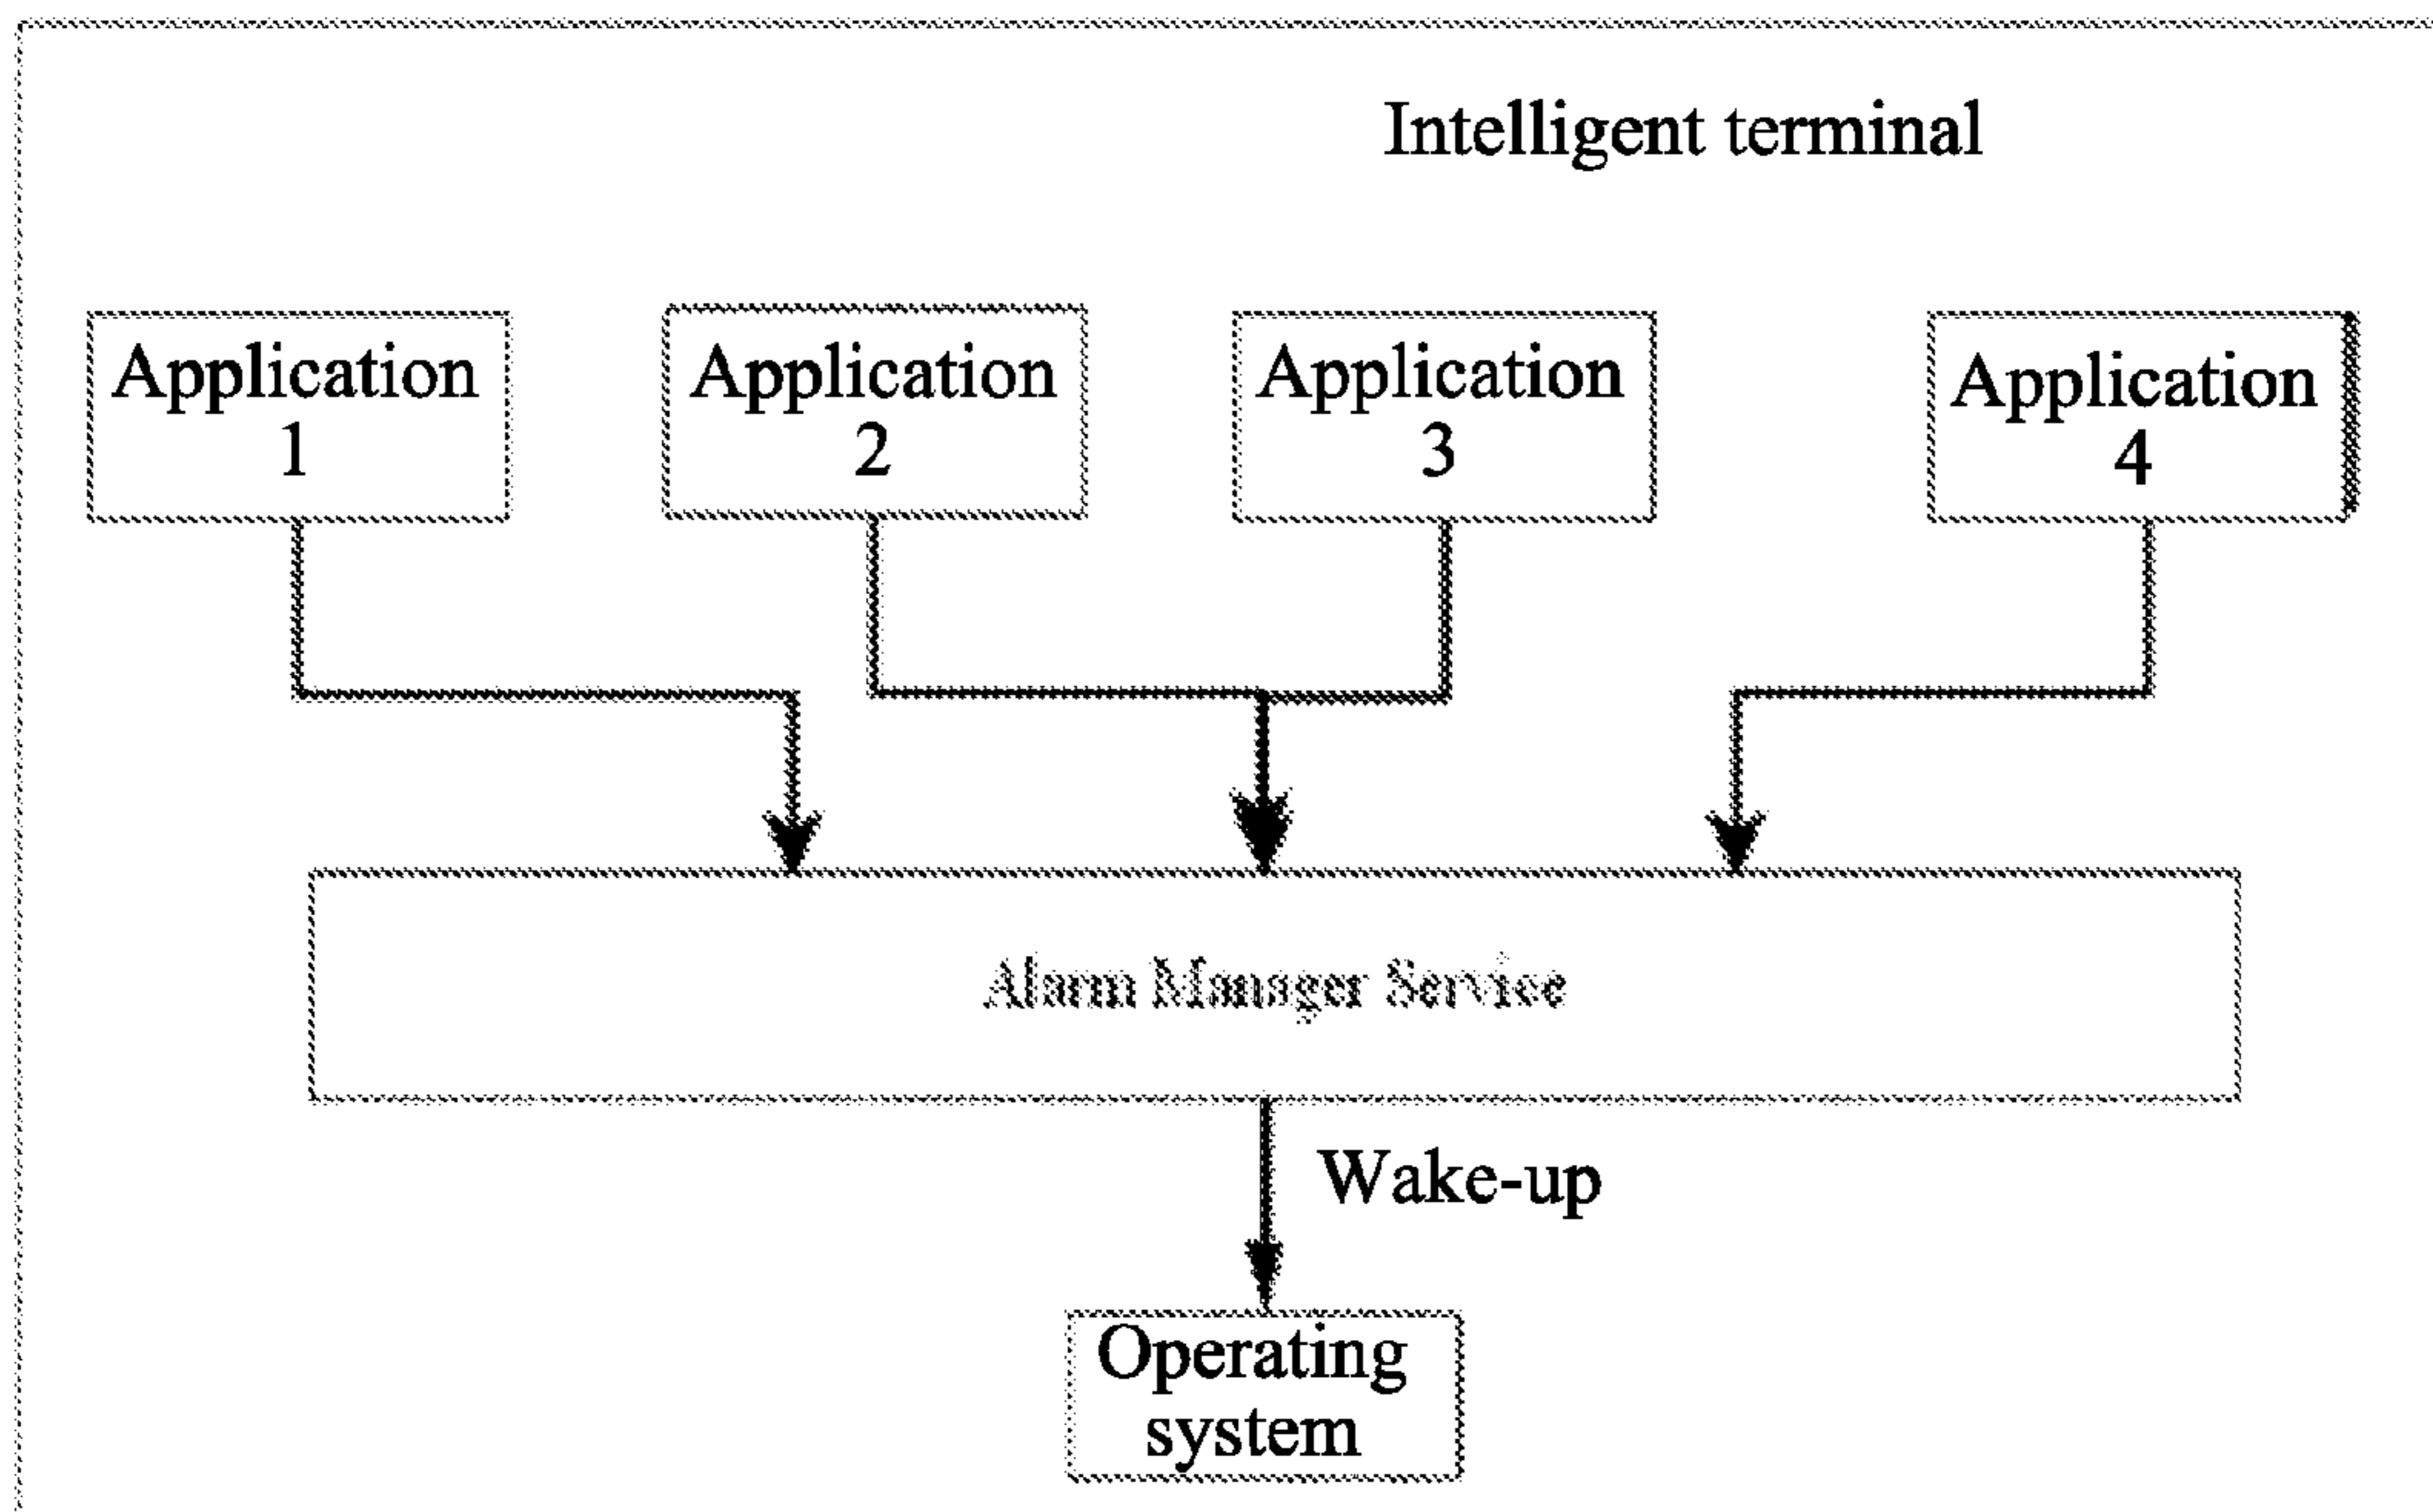 Intelligent terminal
Application
1
Application
2
Application
3
Application
4
Alarm Manager Service
Wake-up
Operating
system